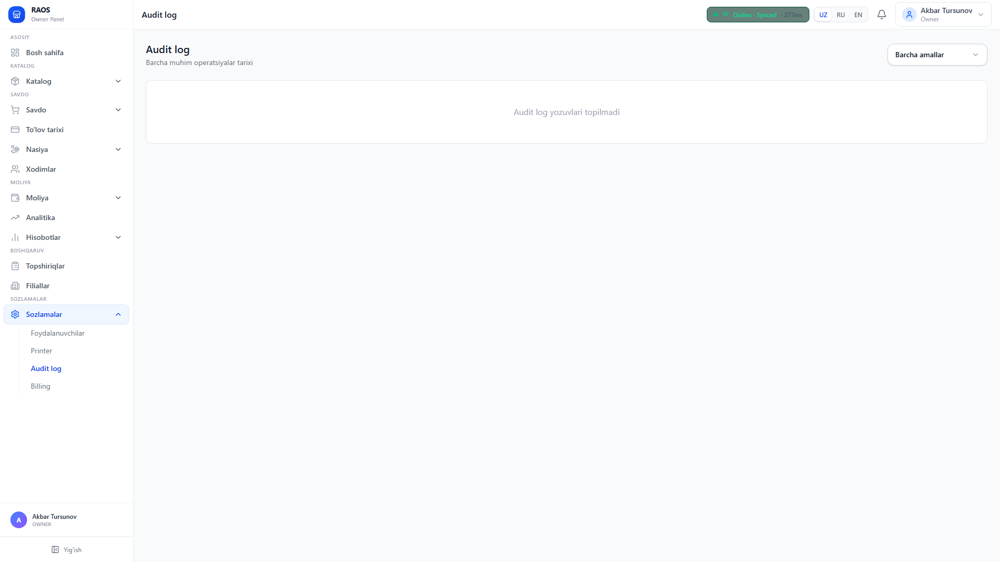 RAOS
Owner Panel
Audit log
Online · Synced · 277ms
UZ RU EN
Akbar Tursunov
Owner
ASOSIY
Bosh sahifa
KATALOG
Katalog
SAVDO
Savdo
To'lov tarixi
Nasiya
Xodimlar
MOLIYA
Moliya
Analitika
Hisobotlar
BOSHQARUV
Topshiriqlar
Filiallar
SOZLAMALAR
Sozlamalar
Foydalanuvchilar
Printer
Audit log
Billing
A
Akbar Tursunov
OWNER
Yig'ish
Audit log
Barcha muhim operatsiyalar tarixi
Barcha amallar
Audit log yozuvlari topilmadi